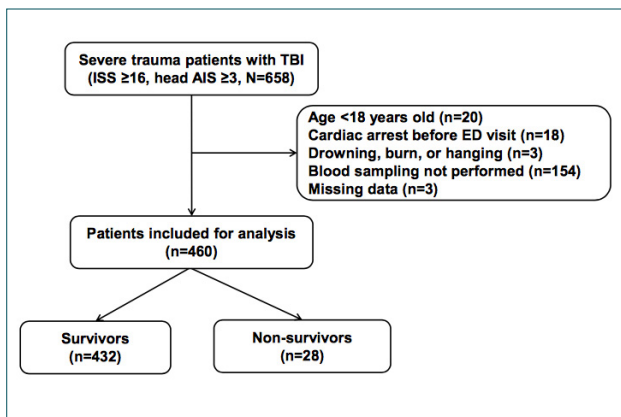 Severe trauma patients with TBI
(ISS ≥16, head AIS ≥3, N=658)
Age <18 years old (n=20)
Cardiac arrest before ED visit (n=18)
Drowning, burn, or hanging (n=3)
Blood sampling not performed (n=154)
Missing data (n=3)
Patients included for analysis
(n=460)
Survivors
(n=432)
Non-survivors
(n=28)